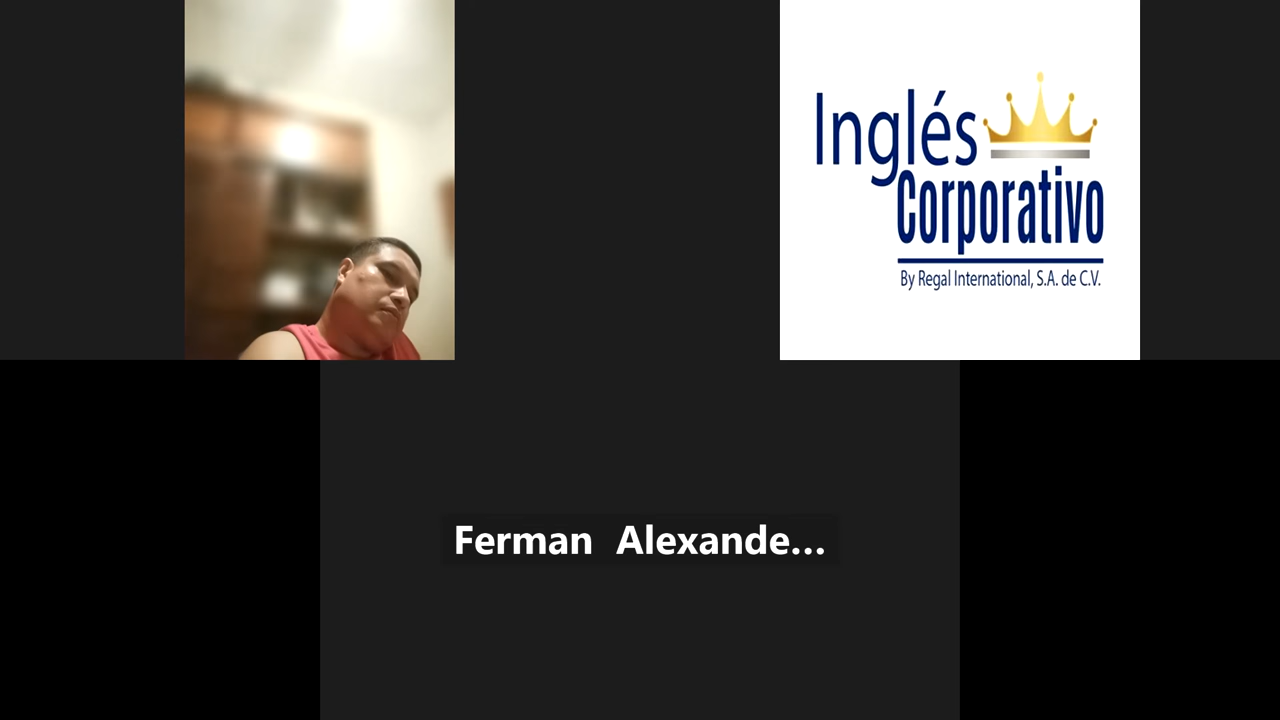 Inglés
Corporativo
By Regal International, S.A. de C.V.
Ferman Alexande...